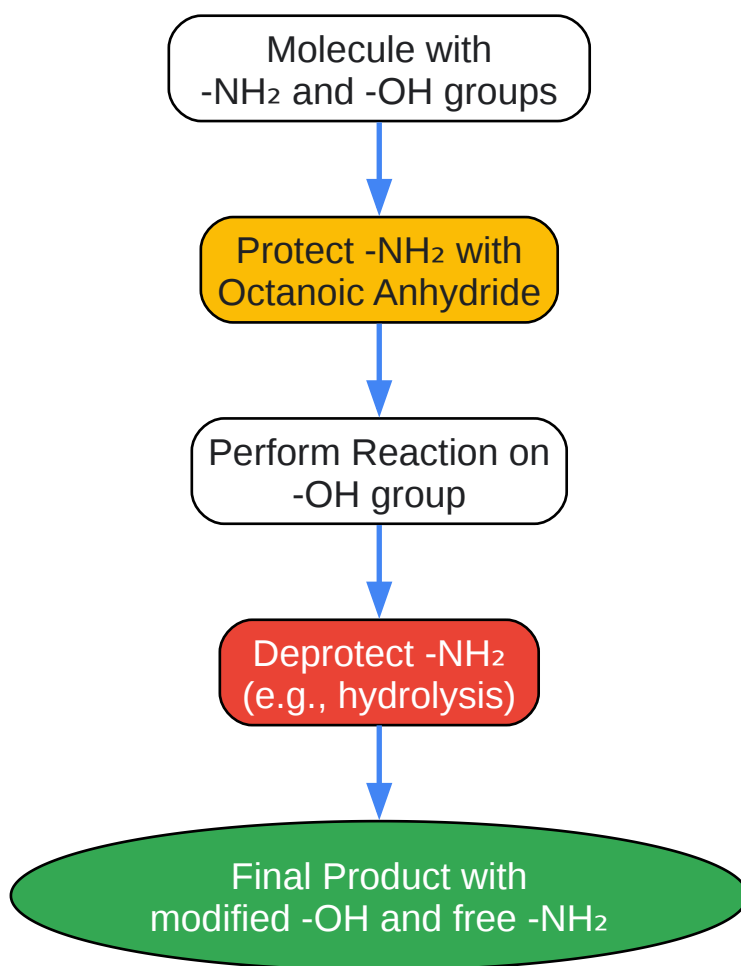 Molecule with
-NH₂ and -OH groups
Protect -NH₂ with
Octanoic Anhydride
Perform Reaction on
-OH group
Deprotect -NH₂
(e.g., hydrolysis)
Final Product with
modified -OH and free -NH₂